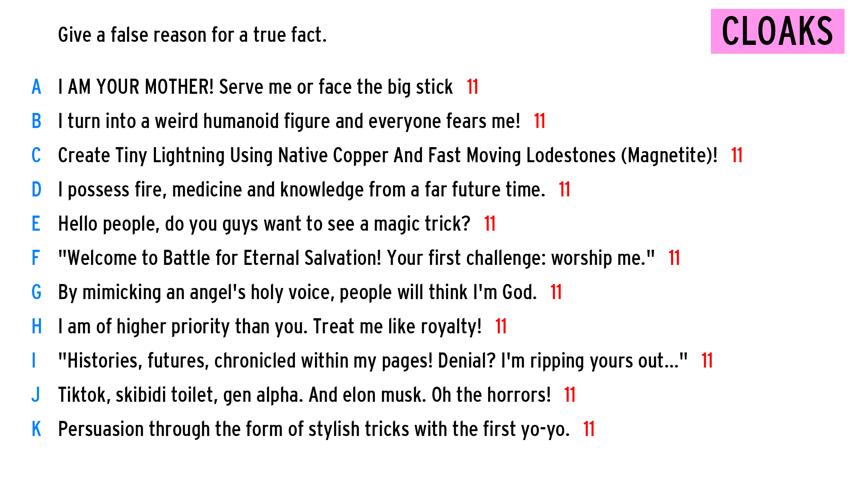 Give a false reason for a true fact.
CLOAKS
A I AM YOUR MOTHER! Serve me or face the big stick 11
B I turn into a weird humanoid figure and everyone fears me! 11
C Create Tiny Lightning Using Native Copper And Fast Moving Lodestones (Magnetite)! 11
D I possess fire, medicine and knowledge from a far future time. 11
E Hello people, do you guys want to see a magic trick? 11
F "Welcome to Battle for Eternal Salvation! Your first challenge: worship me." 11
G By mimicking an angel's holy voice, people will think I'm God. 11
H I am of higher priority than you. Treat me like royalty! 11
I "Histories, futures, chronicled within my pages! Denial? I'm ripping yours out..." 11
J Tiktok, skibidi toilet, gen alpha. And elon musk. Oh the horrors! 11
K Persuasion through the form of stylish tricks with the first yo-yo. 11